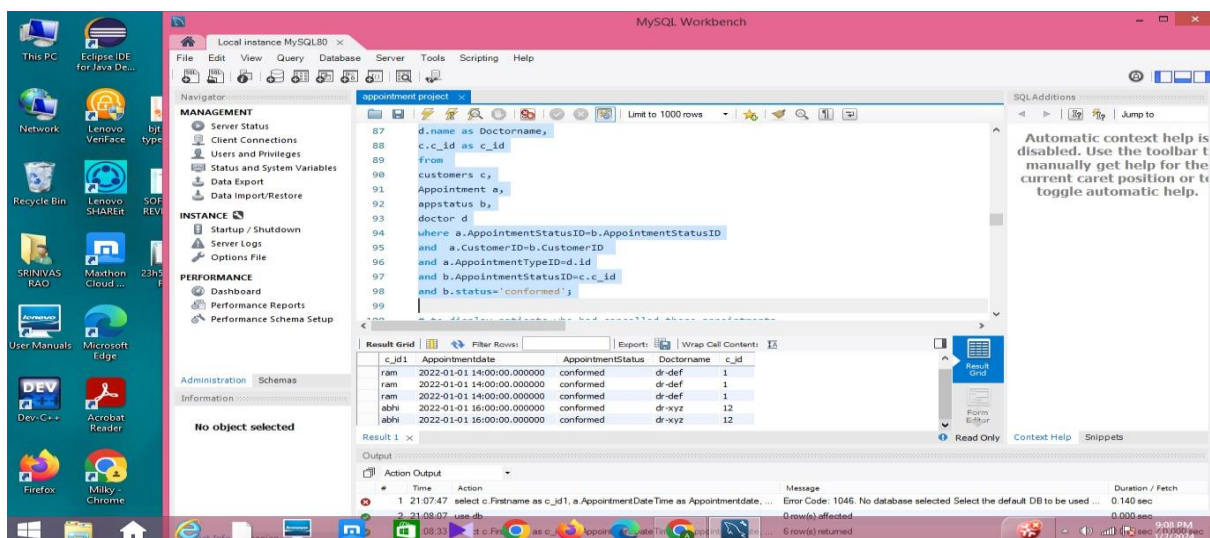 MySQL Workbench
Local instance MySQL80
File Edit View Query Database Server Tools Scripting Help
This PC
Eclipse IDE
for Java De...
Network
Lenovo
VeriFace
bjt
type
Recycle Bin
Lenovo
SHAREit
SOF
REVI
SRINIVAS
RAO
Maxthon
Cloud ...
23h5
F
lenovo
User Manuals
Microsoft
Edge
DEV
Dev-C++
Acrobat
Reader
Firefox
Milky -
Chrome
Navigator
MANAGEMENT
Server Status
Client Connections
Users and Privileges
Status and System Variables
Data Export
Data Import/Restore
INSTANCE
Startup / Shutdown
Server Logs
Options File
PERFORMANCE
Dashboard
Performance Reports
Performance Schema Setup
Administration Schemas
Information
No object selected
appointment project
Limit to 1000 rows
87 d.name as Doctorname,
88 c.c_id as c_id
89 from
90 customers c,
91 Appointment a,
92 appstatus b,
93 doctor d
94 where a.AppointmentStatusID=b.AppointmentStatusID
95 and a.CustomerID=b.CustomerID
96 and a.AppointmentTypeID=d.id
97 and b.AppointmentStatusID=c.c_id
98 and b.status='conformed';
99
Result Grid Filter Rows: Export: Wrap Cell Content:
c_id1 Appointmentdate AppointmentStatus Doctorname c_id
ram 2022-01-01 14:00:00.000000 conformed dr-def 1
ram 2022-01-01 14:00:00.000000 conformed dr-def 1
ram 2022-01-01 14:00:00.000000 conformed dr-def 1
abhi 2022-01-01 16:00:00.000000 conformed dr-xyz 12
abhi 2022-01-01 16:00:00.000000 conformed dr-xyz 12
Result
Grid
Form
Editor
Result 1
Read Only
SQLAdditions
Jump to
Automatic context help is
disabled. Use the toolbar t
manually get help for the
current caret position or to
toggle automatic help.
Context Help Snippets
Output
Action Output
# Time Action Message Duration / Fetch
1 21:07:47 select c.Firstname as c_id1, a.AppointmentDateTime as Appointmentdate, ... Error Code: 1046. No database selected Select the default DB to be used ... 0.140 sec
2 21:08:07 use db 0 row(s) affected 0.000 sec
6 row(s) returned
9:08 PM